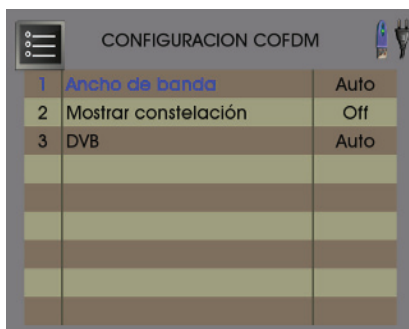 CONFIGURACION COFDM
1 Ancho de banda Auto
2 Mostrar constelación Off
3 DVB Auto